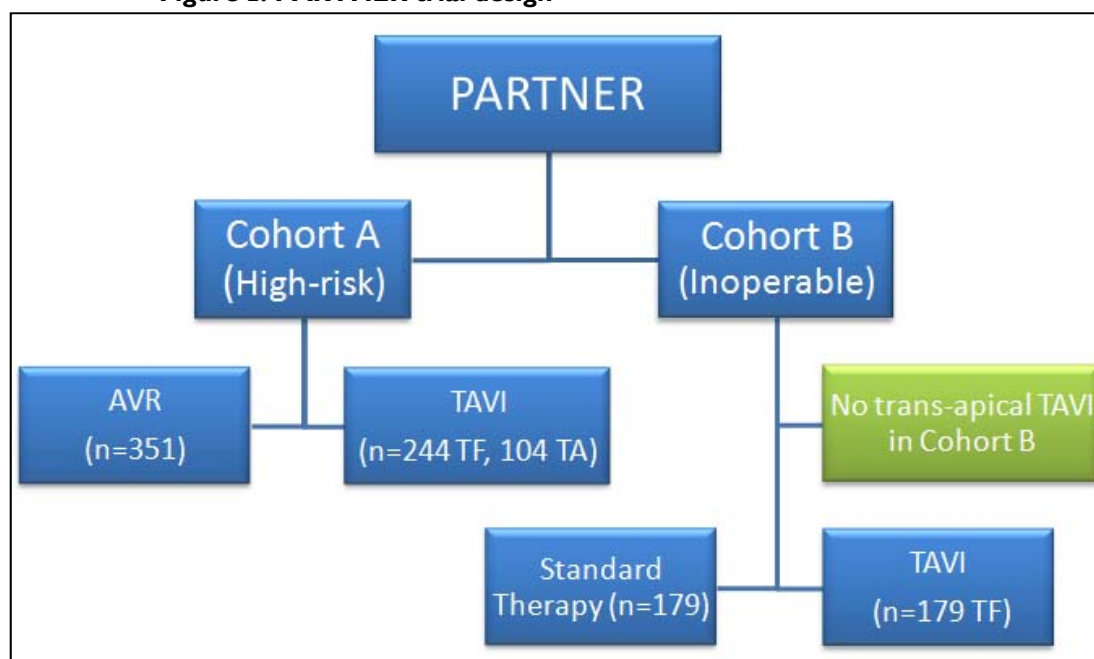 Figure PARTNER trial design
PARTNER
Cohort A
(High-risk)
Cohort B
(Inoperable)
AVR
(n=351)
TAVI
(n=244 TF, 104 TA)
No trans-apical TAVI
in Cohort B
Standard
Therapy (n=179)
TAVI
(n=179 TF)